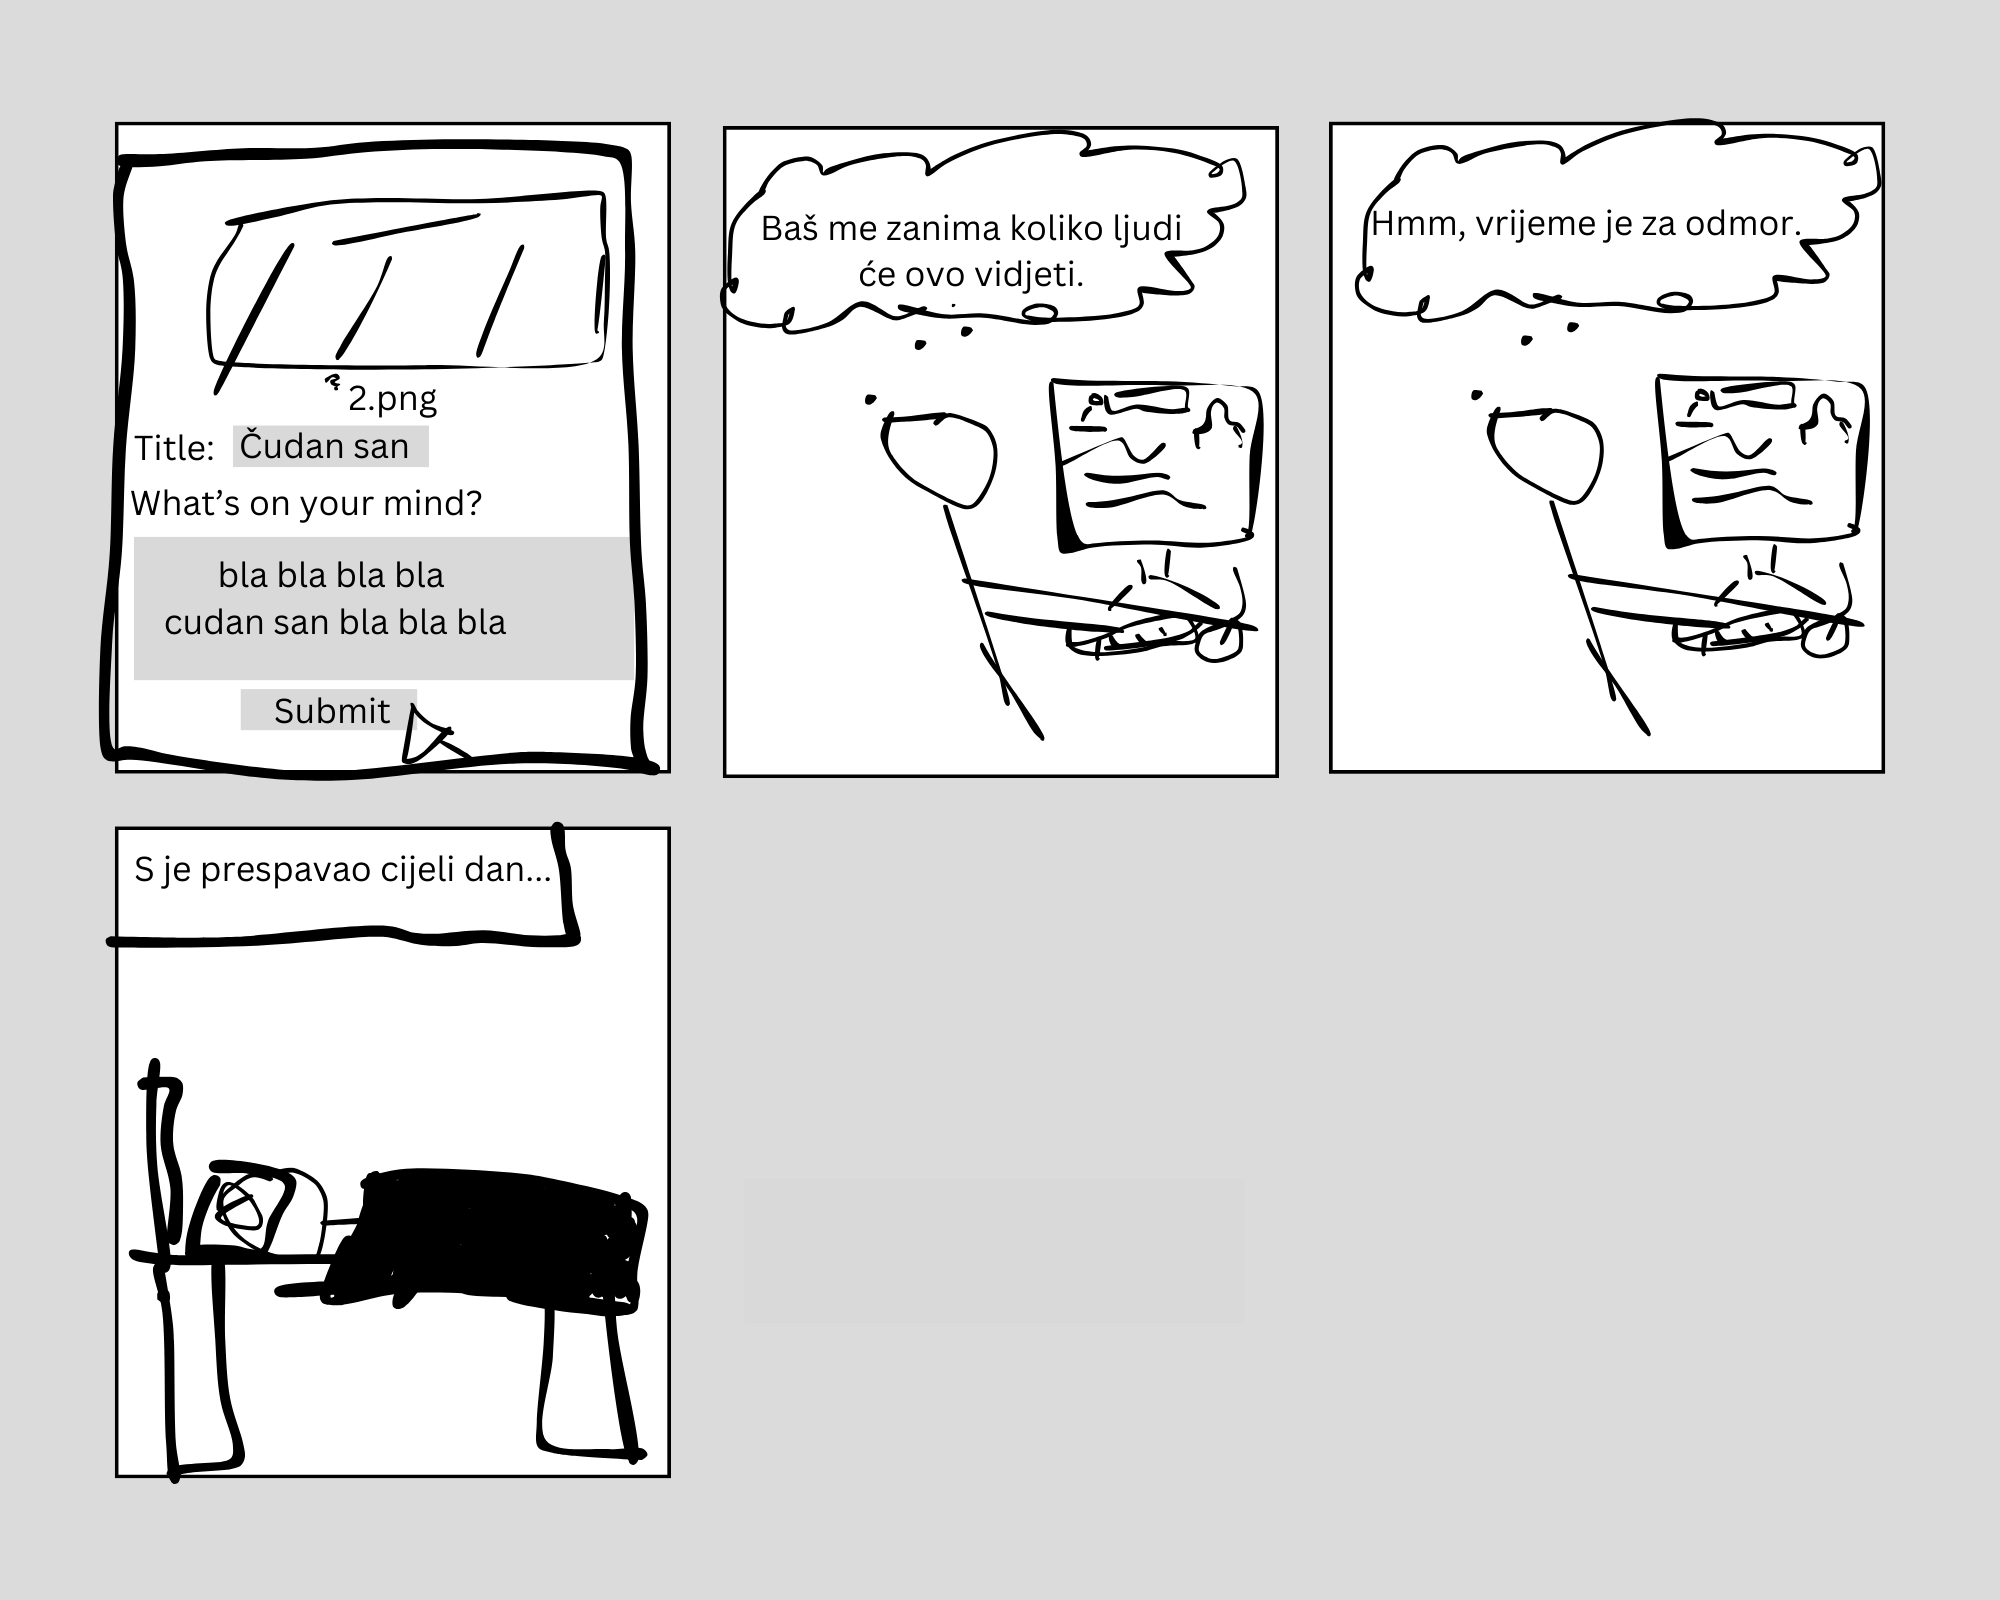 2.png
Title: Čudan san
What's on your mind?
bla bla bla bla
cudan san bla bla bla
Submit
Baš me zanima koliko ljudi
će ovo vidjeti.
Hmm, vrijeme je za odmor.
S je prespavao cijeli dan...